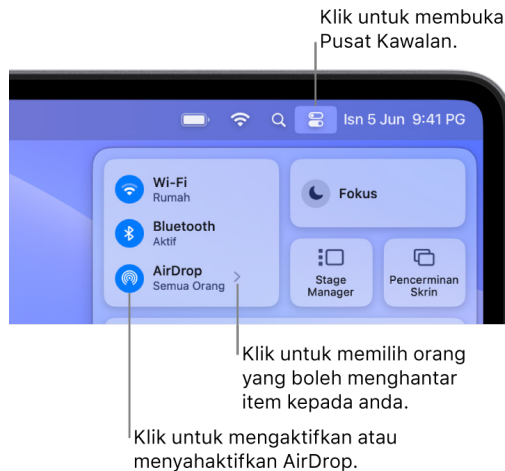 Klik untuk membuka
Pusat Kawalan.
Isn 5 Jun 9:41 PG
Wi-Fi
Rumah
Bluetooth
Aktif
AirDrop
Semua Orang
Fokus
Stage
Manager
Pencerminan
Skrin
Klik untuk memilih orang
yang boleh menghantar
item kepada anda.
Klik untuk mengaktifkan atau
menyahaktifkan AirDrop.